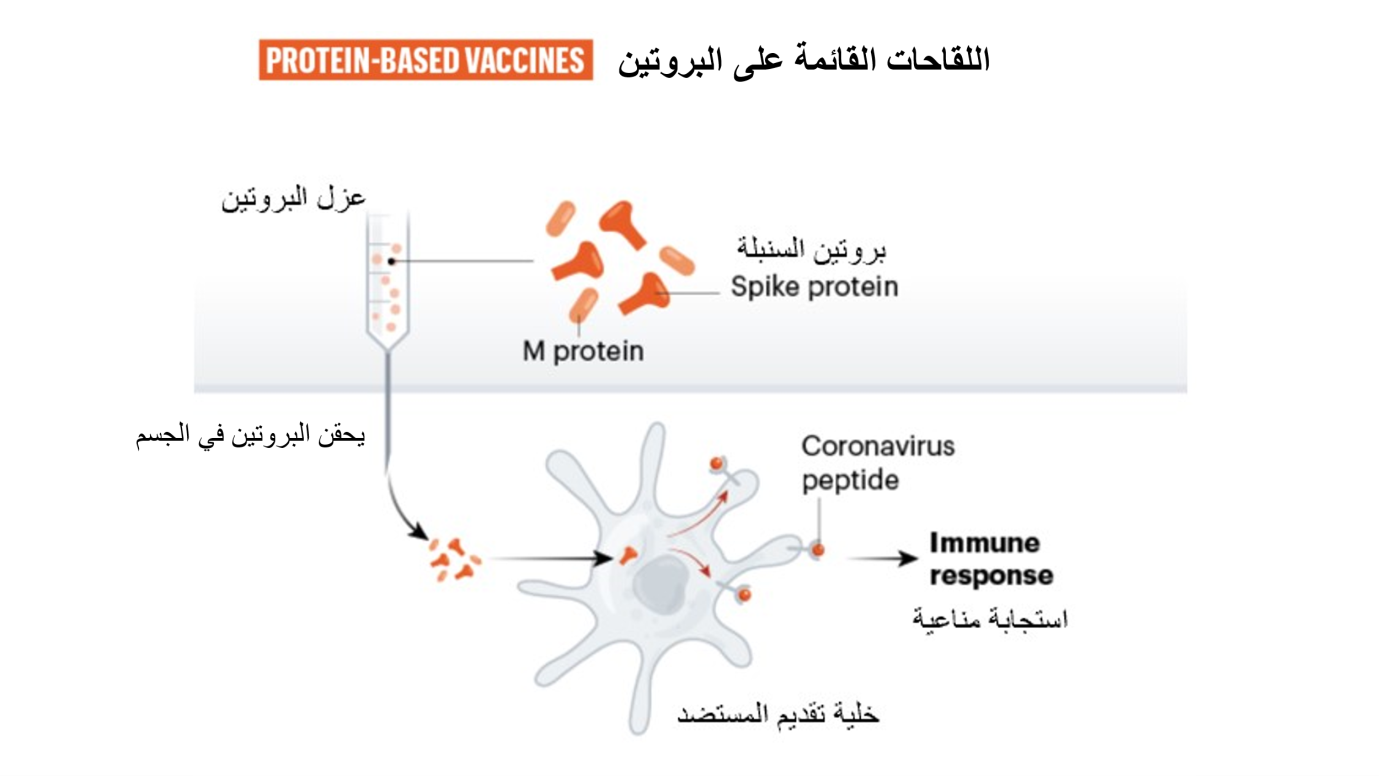 PROTEIN-BASED VACCINES اللقاحات القائمة على البروتين
عزل البروتين
بروتين السنبلة
Spike protein
M protein
يحقن البروتين في الجسم
Coronavirus
peptide
Immune
response
استجابة مناعية
خلية تقديم المستضد